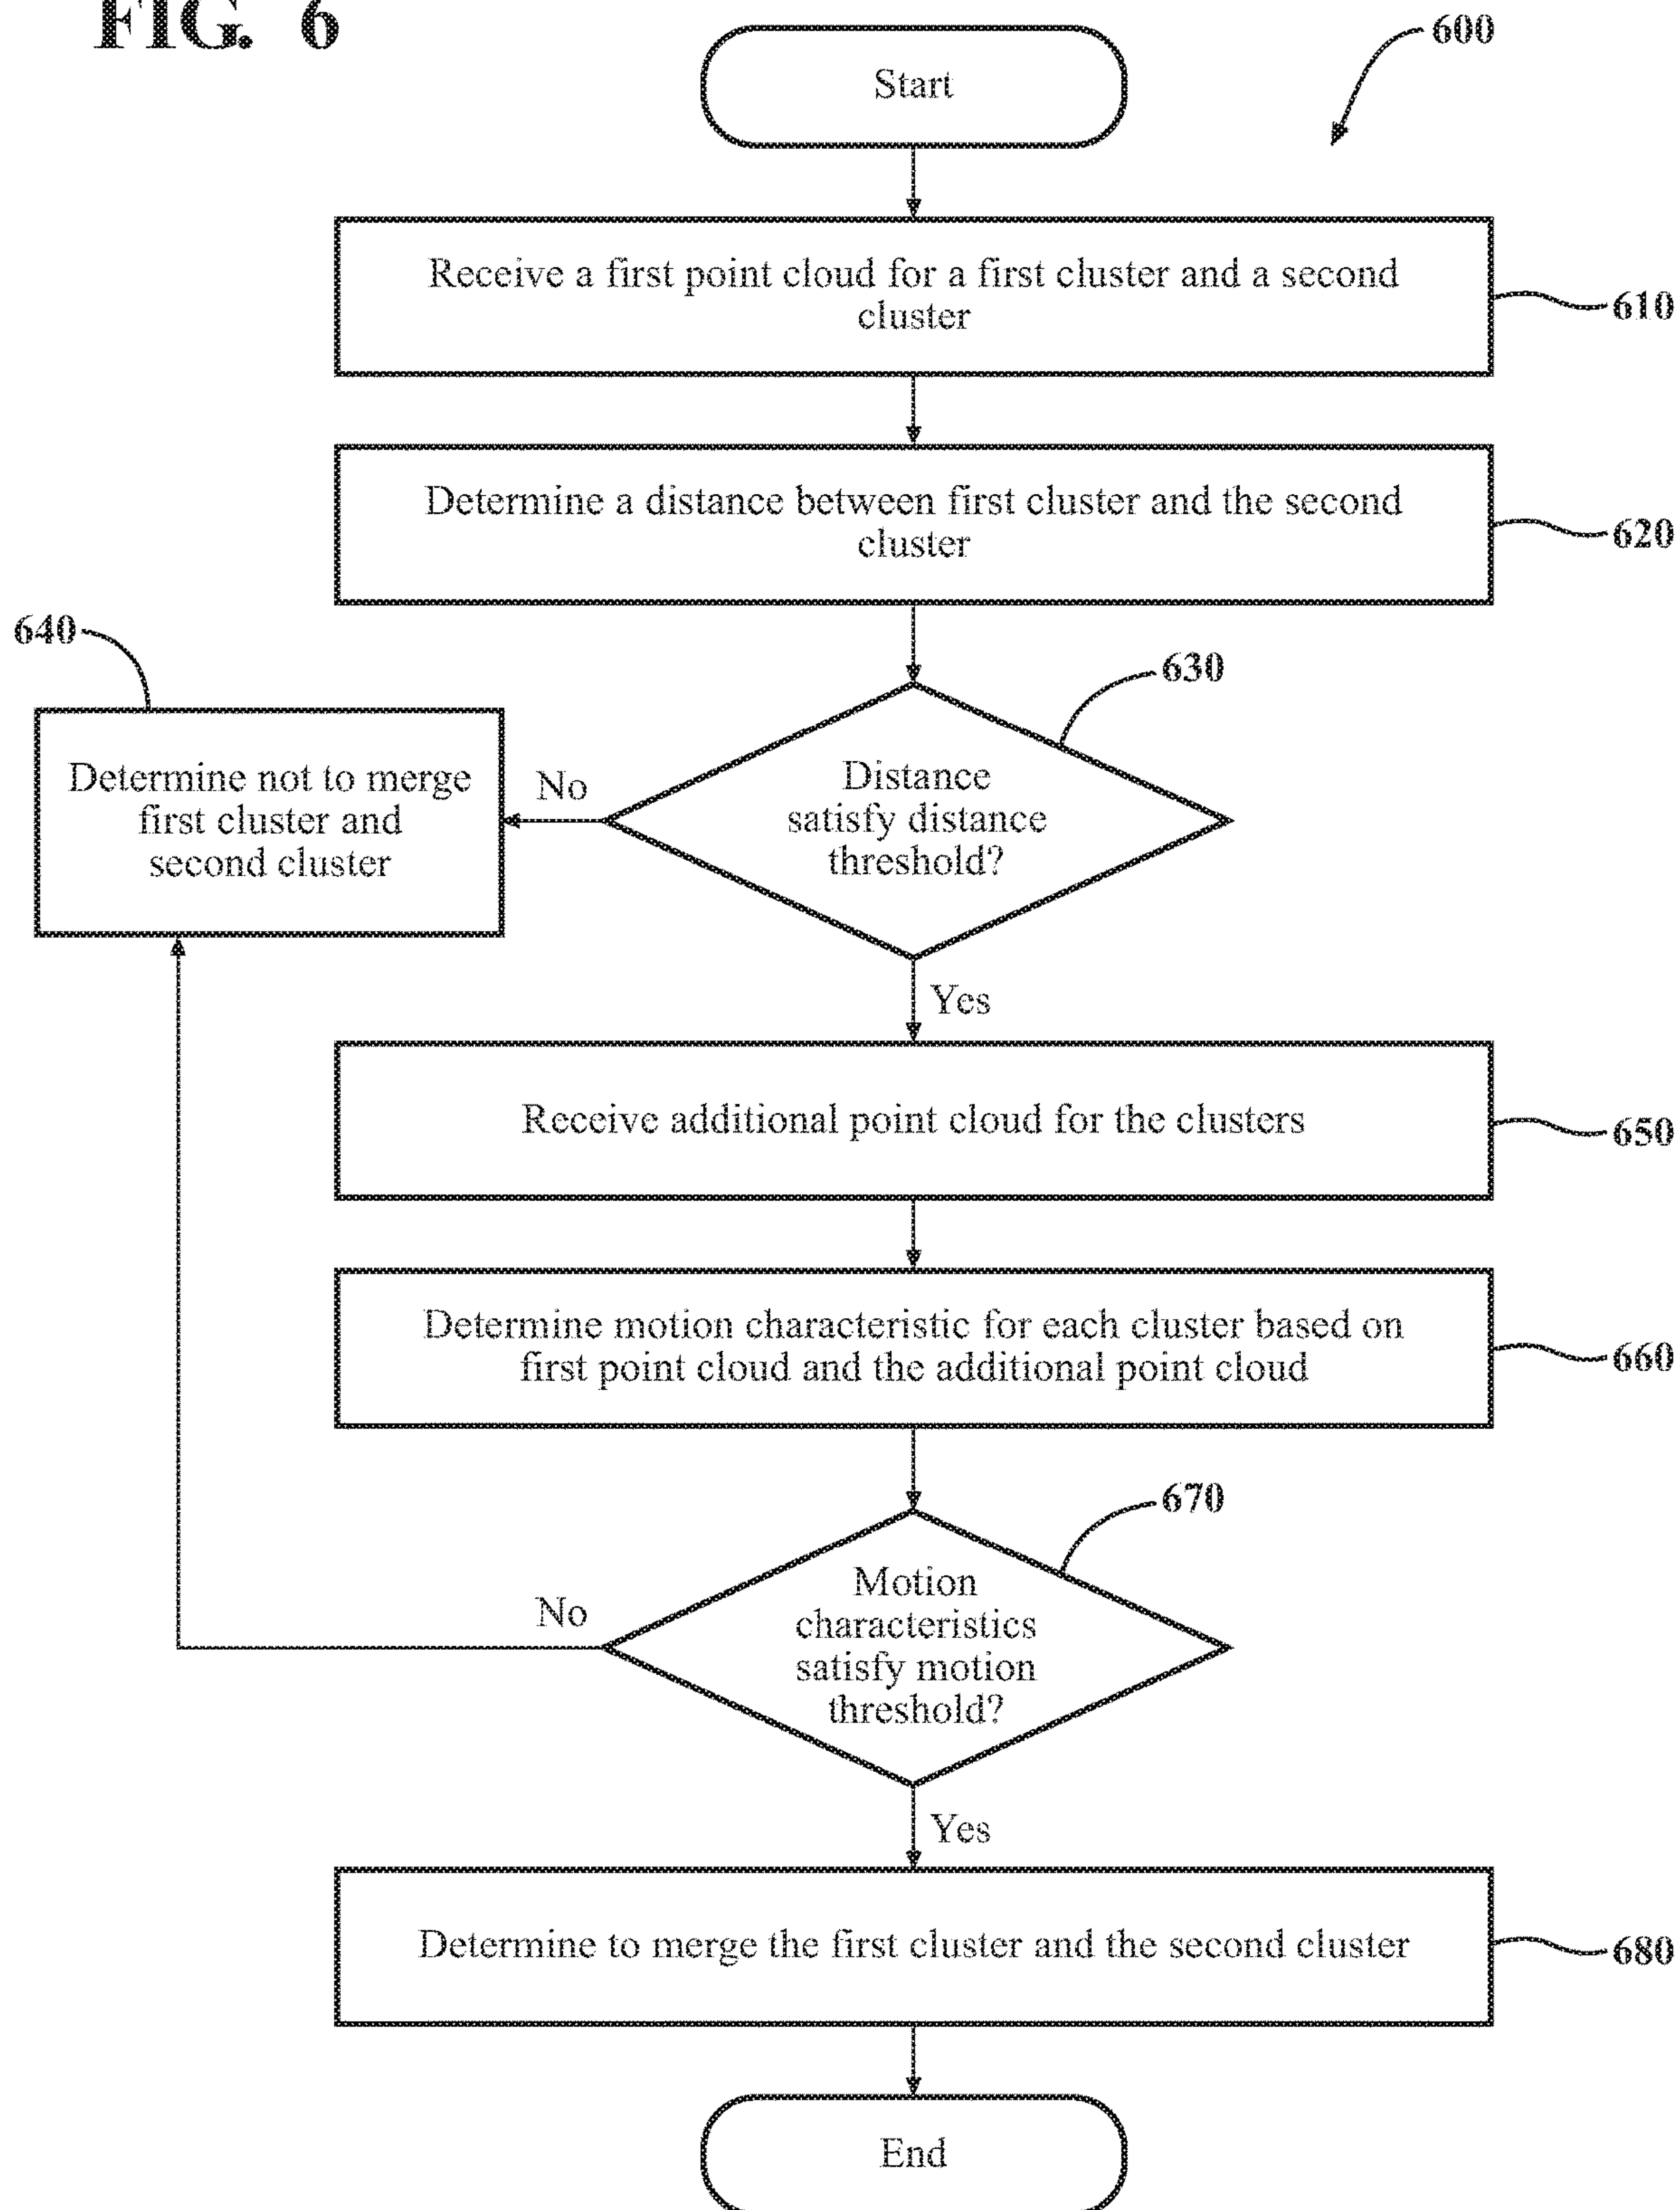 FIG. 6
600
Start
Receive a first point cloud for a first cluster and a second
cluster
610
Determine a distance between first cluster and the second
cluster
620
640
630
Determine not to merge
first cluster and
second cluster
No
Distance
satisfy distance
threshold?
Yes
Receive additional point cloud for the clusters
650
Determine motion characteristic for each cluster based on
first point cloud and the additional point cloud
660
670
No
Motion
characteristics
satisfy motion
threshold?
Yes
Determine to merge the first cluster and the second cluster
680
End